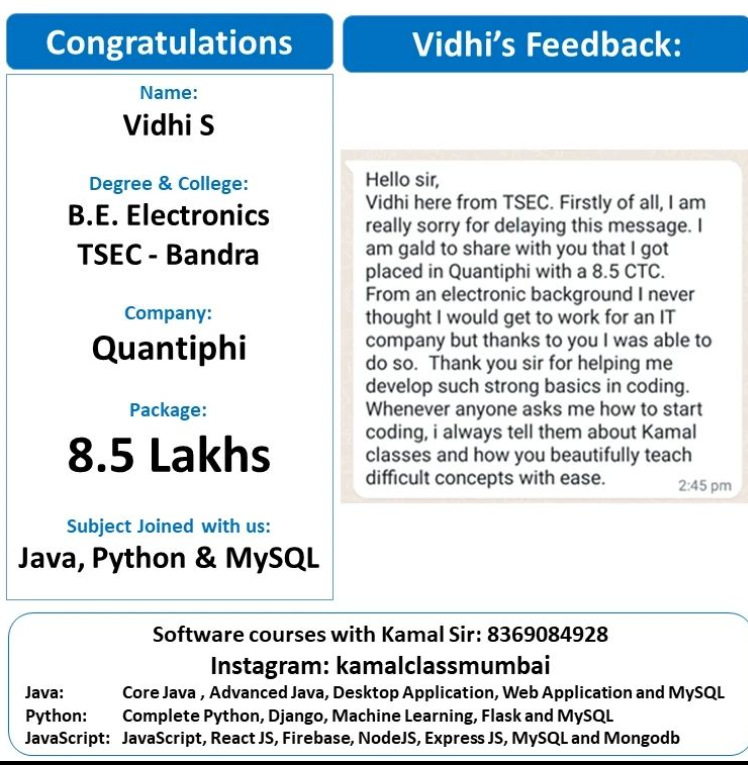 Congratulations
Name:
Vidhi S
Degree & College:
B.E. Electronics
TSEC - Bandra
Company:
Quantiphi
Package:
8.5 Lakhs
Subject Joined with us:
Java, Python & MySQL
Vidhi's Feedback:
Hello sir,
Vidhi here from TSEC. Firstly of all, I am
really sorry for delaying this message. I
am gald to share with you that I got
placed in Quantiphi with a 8.5 CTC.
From an electronic background I never
thought I would get to work for an IT
company but thanks to you I was able to
do so.  Thank you sir for helping me
develop such strong basics in coding.
Whenever anyone asks me how to start
coding, i always tell them about Kamal
classes and how you beautifully teach
difficult concepts with ease.
2:45 pm
Software courses with Kamal Sir: 8369084928
Instagram: kamalclassmumbai
Java: Core Java , Advanced Java, Desktop Application, Web Application and MySQL
Python: Complete Python, Django, Machine Learning, Flask and MySQL
JavaScript: JavaScript, React JS, Firebase, NodeJS, Express JS, MySQL and Mongodb